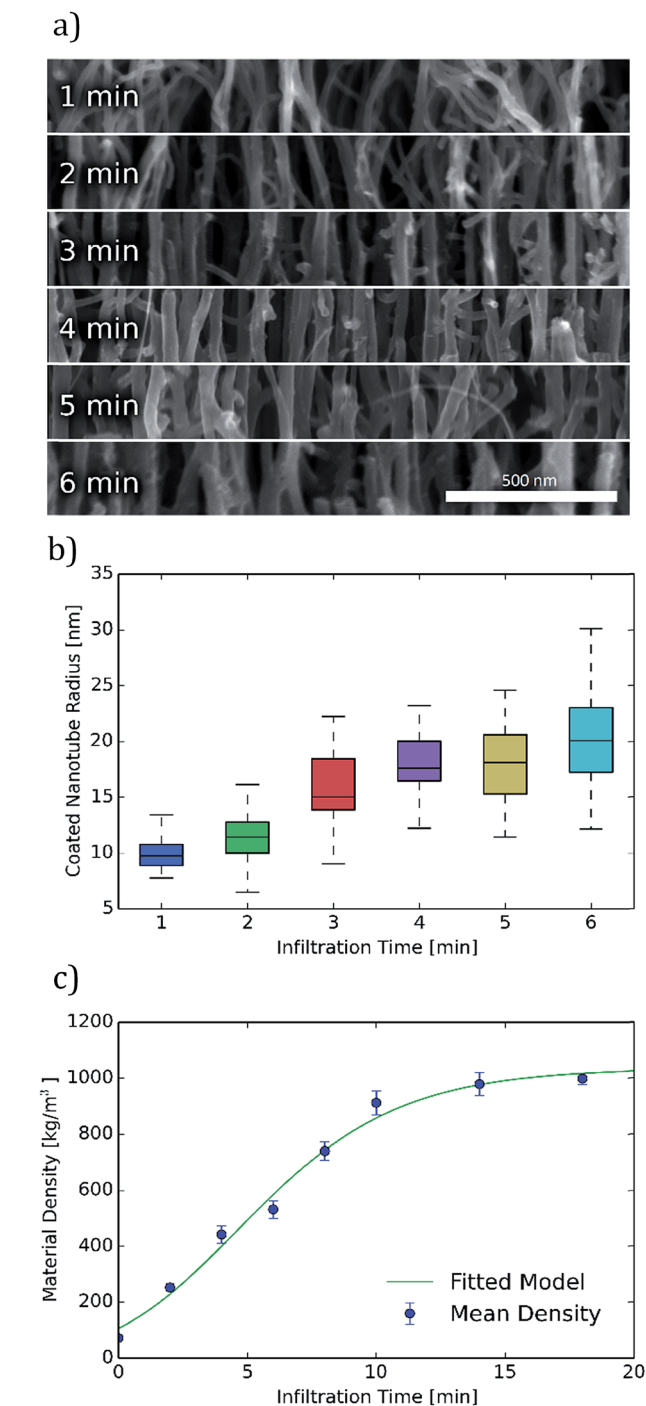 a)
1 min
2 min
3 min
4 min
5 min
6 min
500 nm
b)
35
30
25
20
15
10
5
Coated Nanotube Radius [nm]
1 2 3 4 5 6
Infiltration Time [min]
c)
1200
1000
800
600
400
200
0
Material Density [kg/m³ ]
Fitted Model
Mean Density
0 5 10 15 20
Infiltration Time [min]